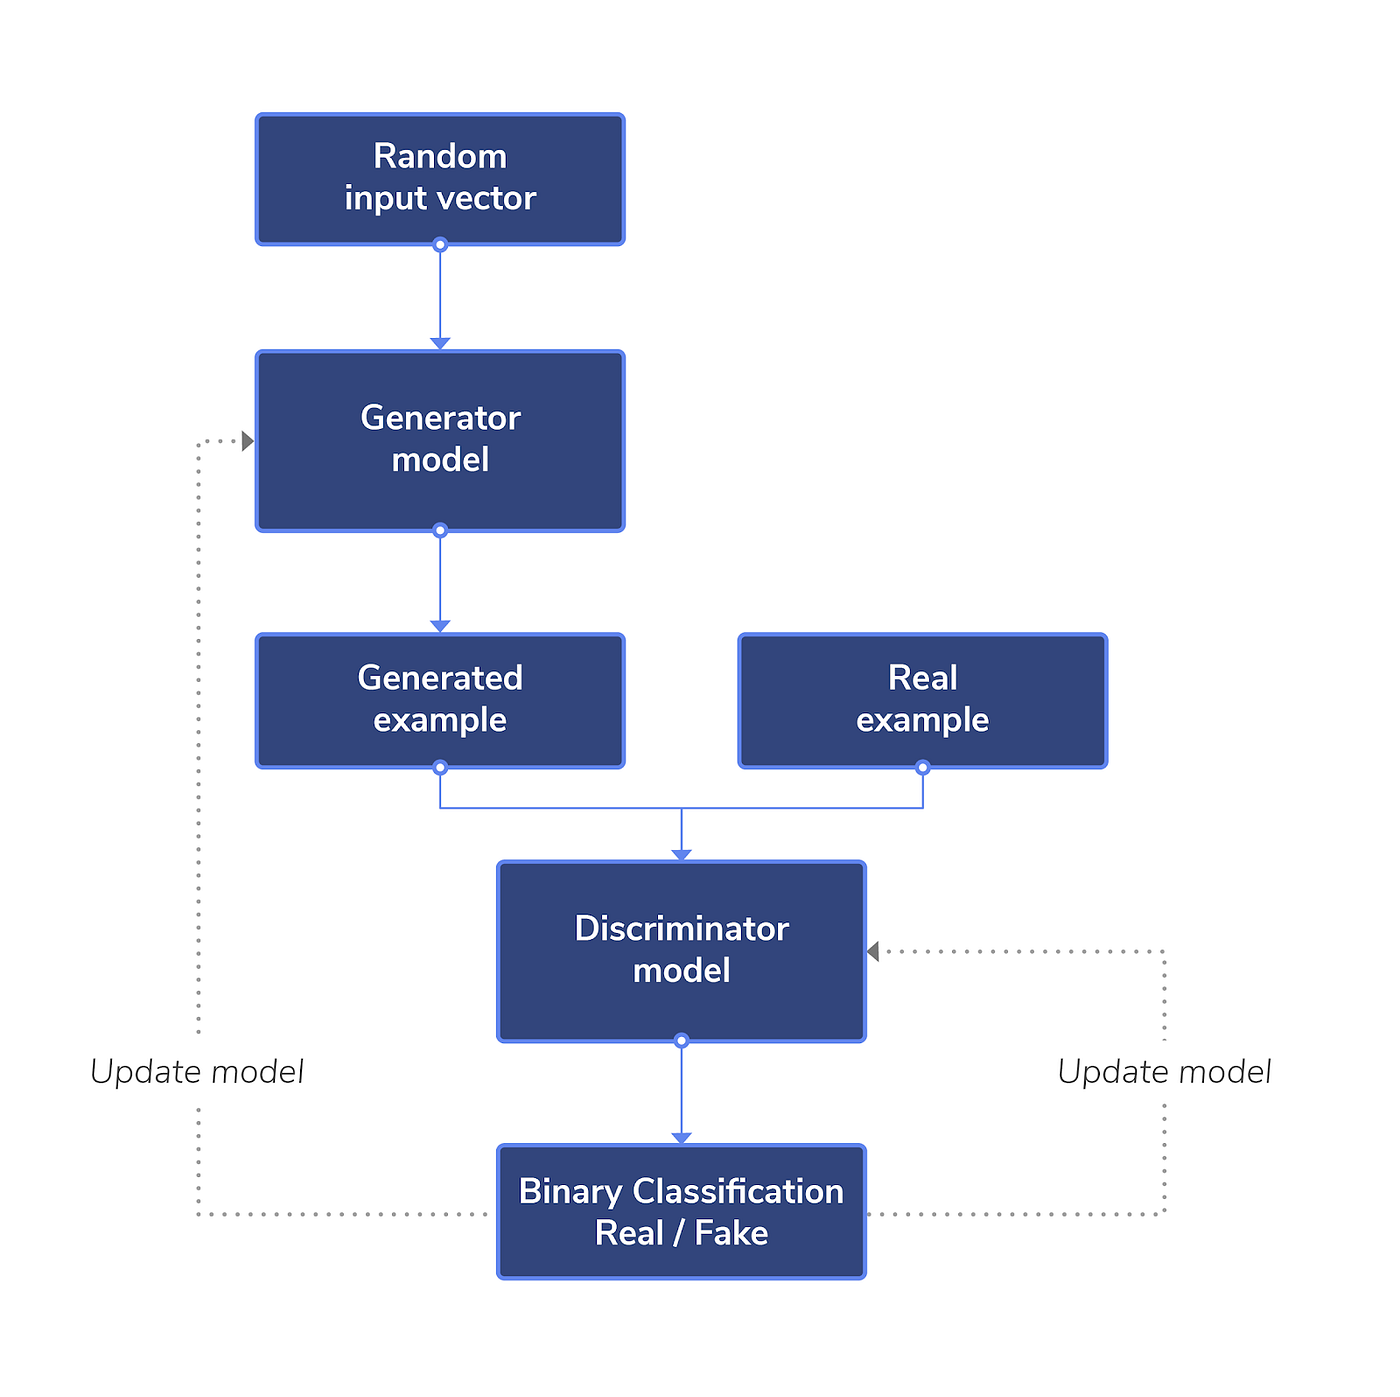 Random
input vector
Generator
model
Generated
example
Real
example
Discriminator
model
Update model
Update model
Binary Classification
Real / Fake